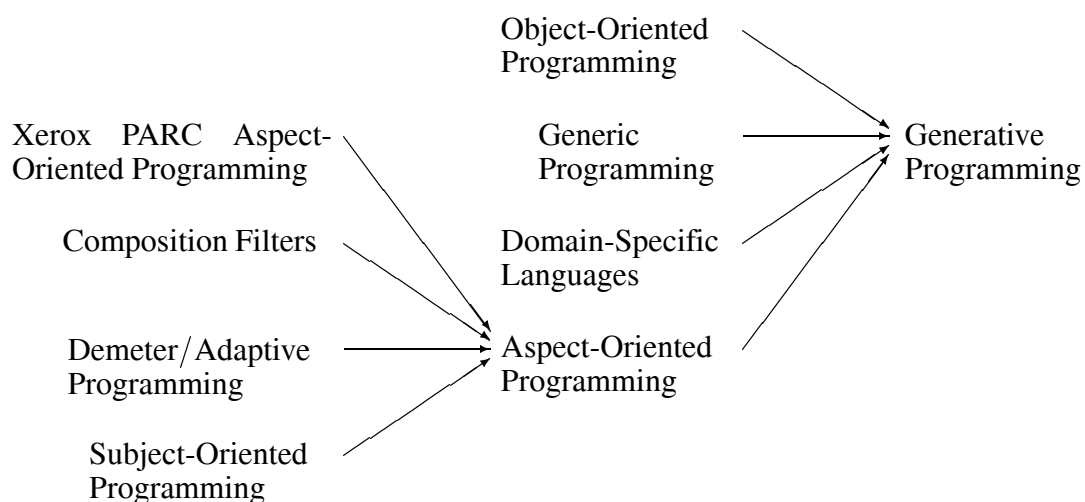 Object-Oriented
Programming
Xerox PARC Aspect-
Oriented Programming
Generic
Programming
Generative
Programming
Composition Filters
Domain-Specific
Languages
Demeter/Adaptive
Programming
Aspect-Oriented
Programming
Subject-Oriented
Programming